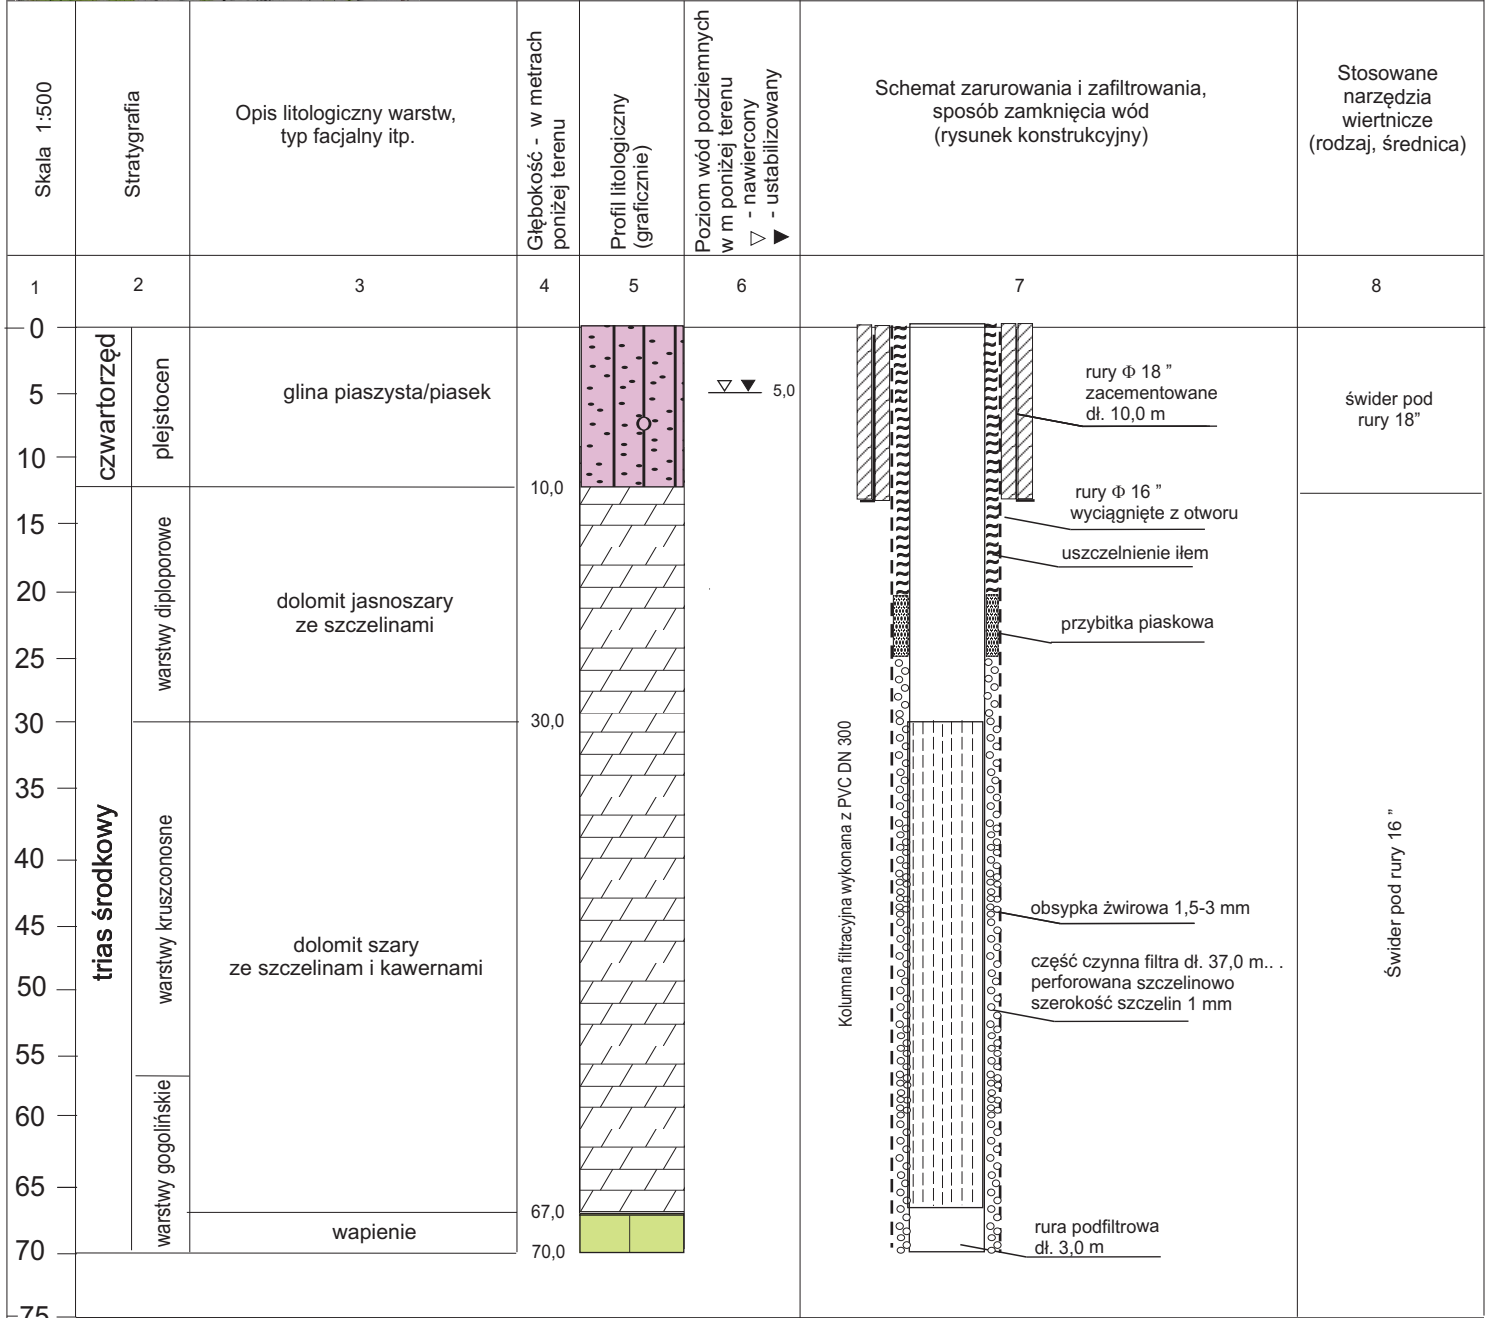 Skala 1:500
Stratygrafia
Opis litologiczny warstw,
typ facjalny itp.
Głębokość - w metrach
poniżej terenu
Profil litologiczny
(graficznie)
Poziom wód podziemnych
w m poniżej terenu
▽ - nawiercony
▼ - ustabilizowany
Schemat zarurowania i zafiltrowania,
sposób zamknięcia wód
(rysunek konstrukcyjny)
Stosowane
narzędzia
wiertnicze
(rodzaj, średnica)
1
2
3
4
5
6
7
8
0
5
10
15
20
25
30
35
40
45
50
55
60
65
70
75
czwartorzęd
plejstocen
trias środkowy
warstwy diploporowe
warstwy kruszconosne
warstwy gogolińskie
glina piaszysta/piasek
dolomit jasnoszary
ze szczelinami
dolomit szary
ze szczelinam i kawernami
wapienie
10,0
30,0
67,0
70,0
5,0
Kolumna filtracyjna wykonana z PVC DN 300
rury Φ 18 ”
zacementowane
dł. 10,0 m
rury Φ 16 ”
wyciągnięte z otworu
uszczelnienie iłem
przybitka piaskowa
obsypka żwirowa 1,5-3 mm
część czynna filtra dł. 37,0 m.. .
perforowana szczelinowo
szerokość szczelin 1 mm
rura podfiltrowa
dł. 3,0 m
świder pod
rury 18”
Świder pod rury 16 ”